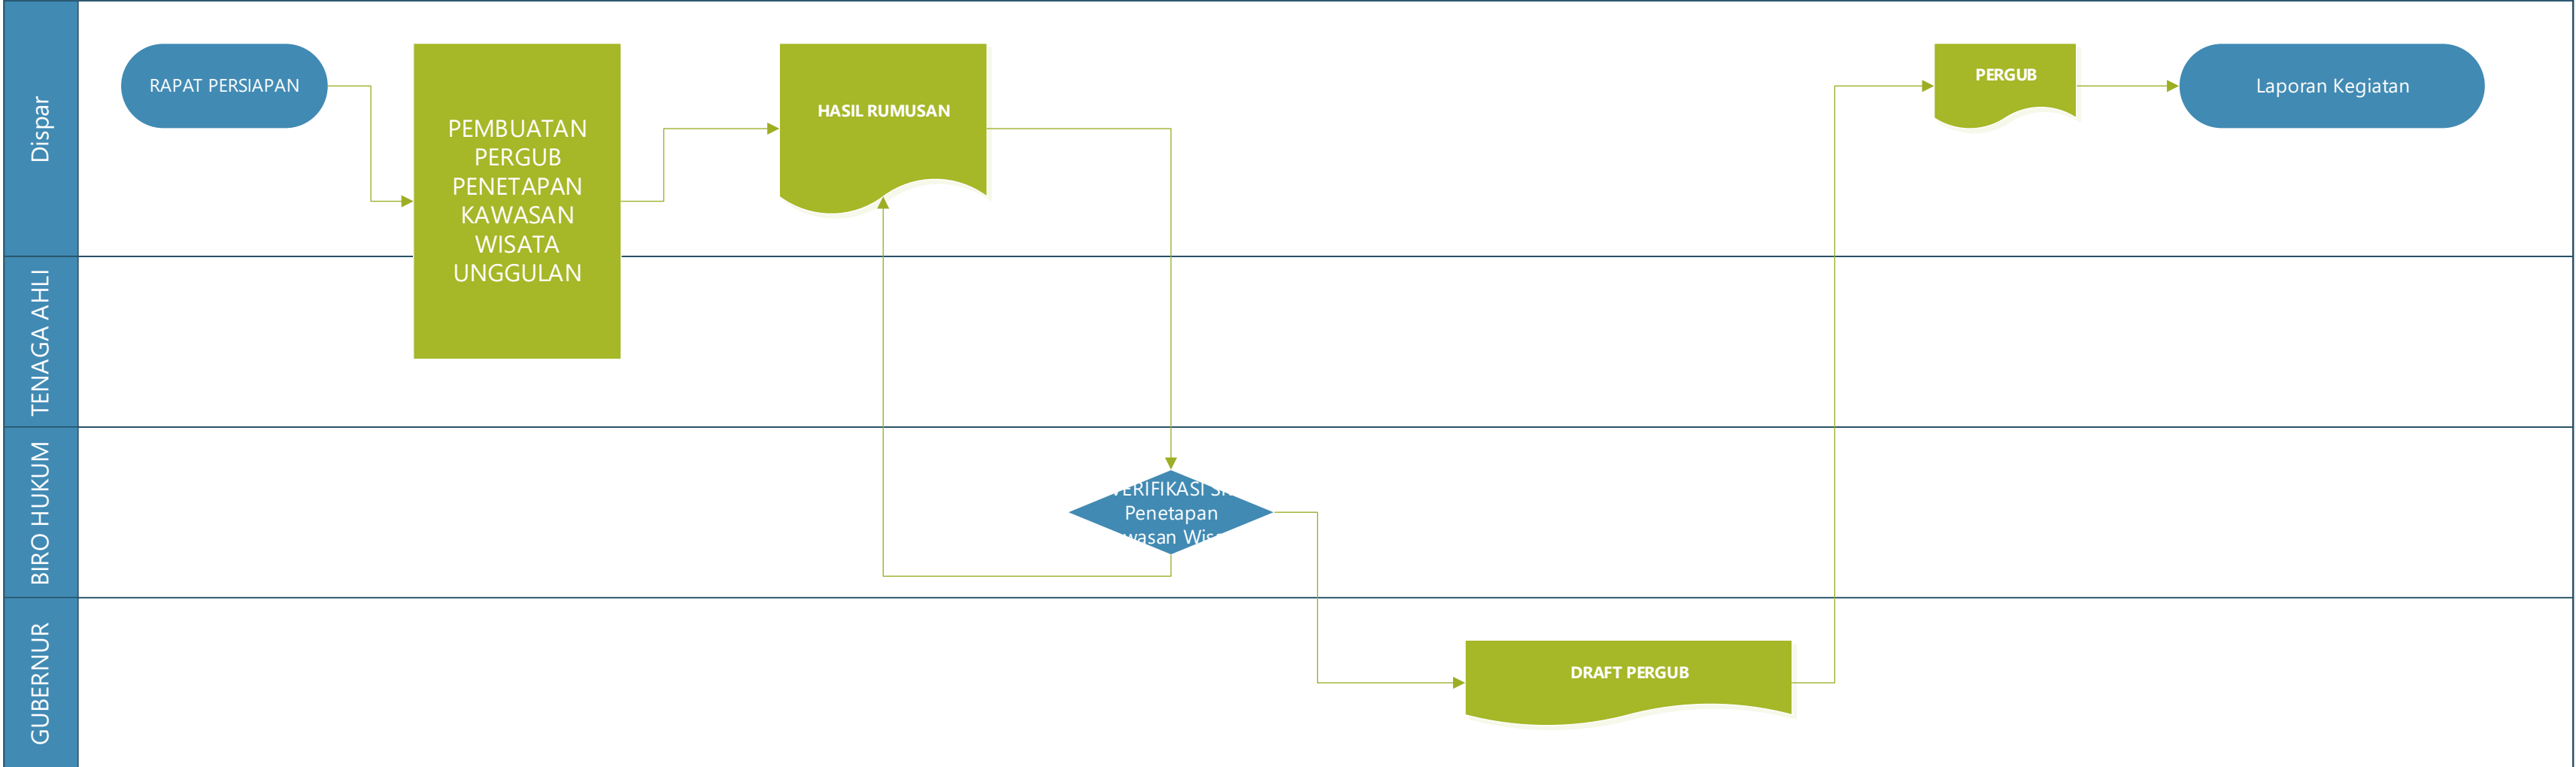 Dispar
RAPAT PERSIAPAN
PEMBUATAN
PERGUB
PENETAPAN
KAWASAN
WISATA
UNGGULAN
HASIL RUMUSAN
PERGUB
Laporan Kegiatan
TENAGA AHLI
BIRO HUKUM
VERIFIKASI
Penetapan
GUBERNUR
DRAFT PERGUB